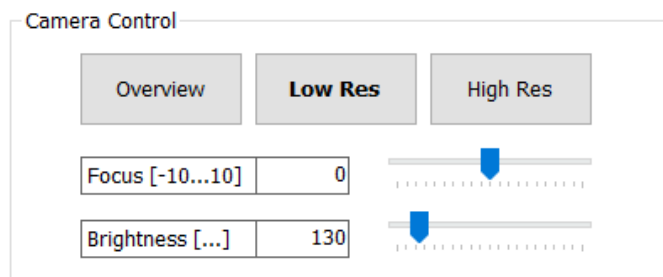 Camera Control
Overview Low Res High Res
Focus [-10...10] 0
Brightness [...] 130